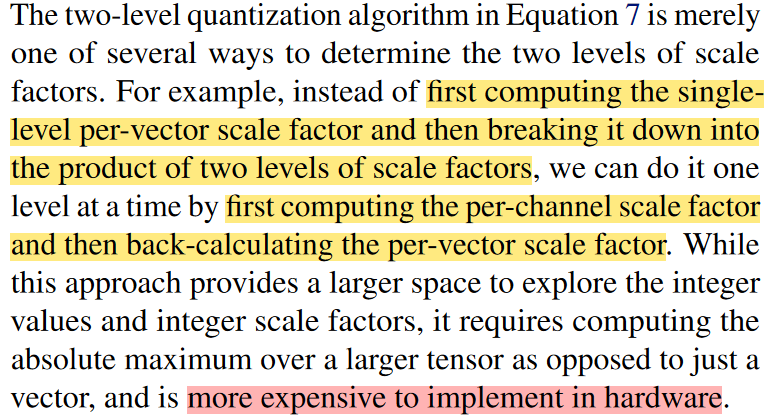 The two-level quantization algorithm in Equation 7 is merely
one of several ways to determine the two levels of scale
factors. For example, instead of first computing the single-
level per-vector scale factor and then breaking it down into
the product of two levels of scale factors, we can do it one
level at a time by first computing the per-channel scale factor
and then back-calculating the per-vector scale factor. While
this approach provides a larger space to explore the integer
values and integer scale factors, it requires computing the
absolute maximum over a larger tensor as opposed to just a
vector, and is more expensive to implement in hardware.